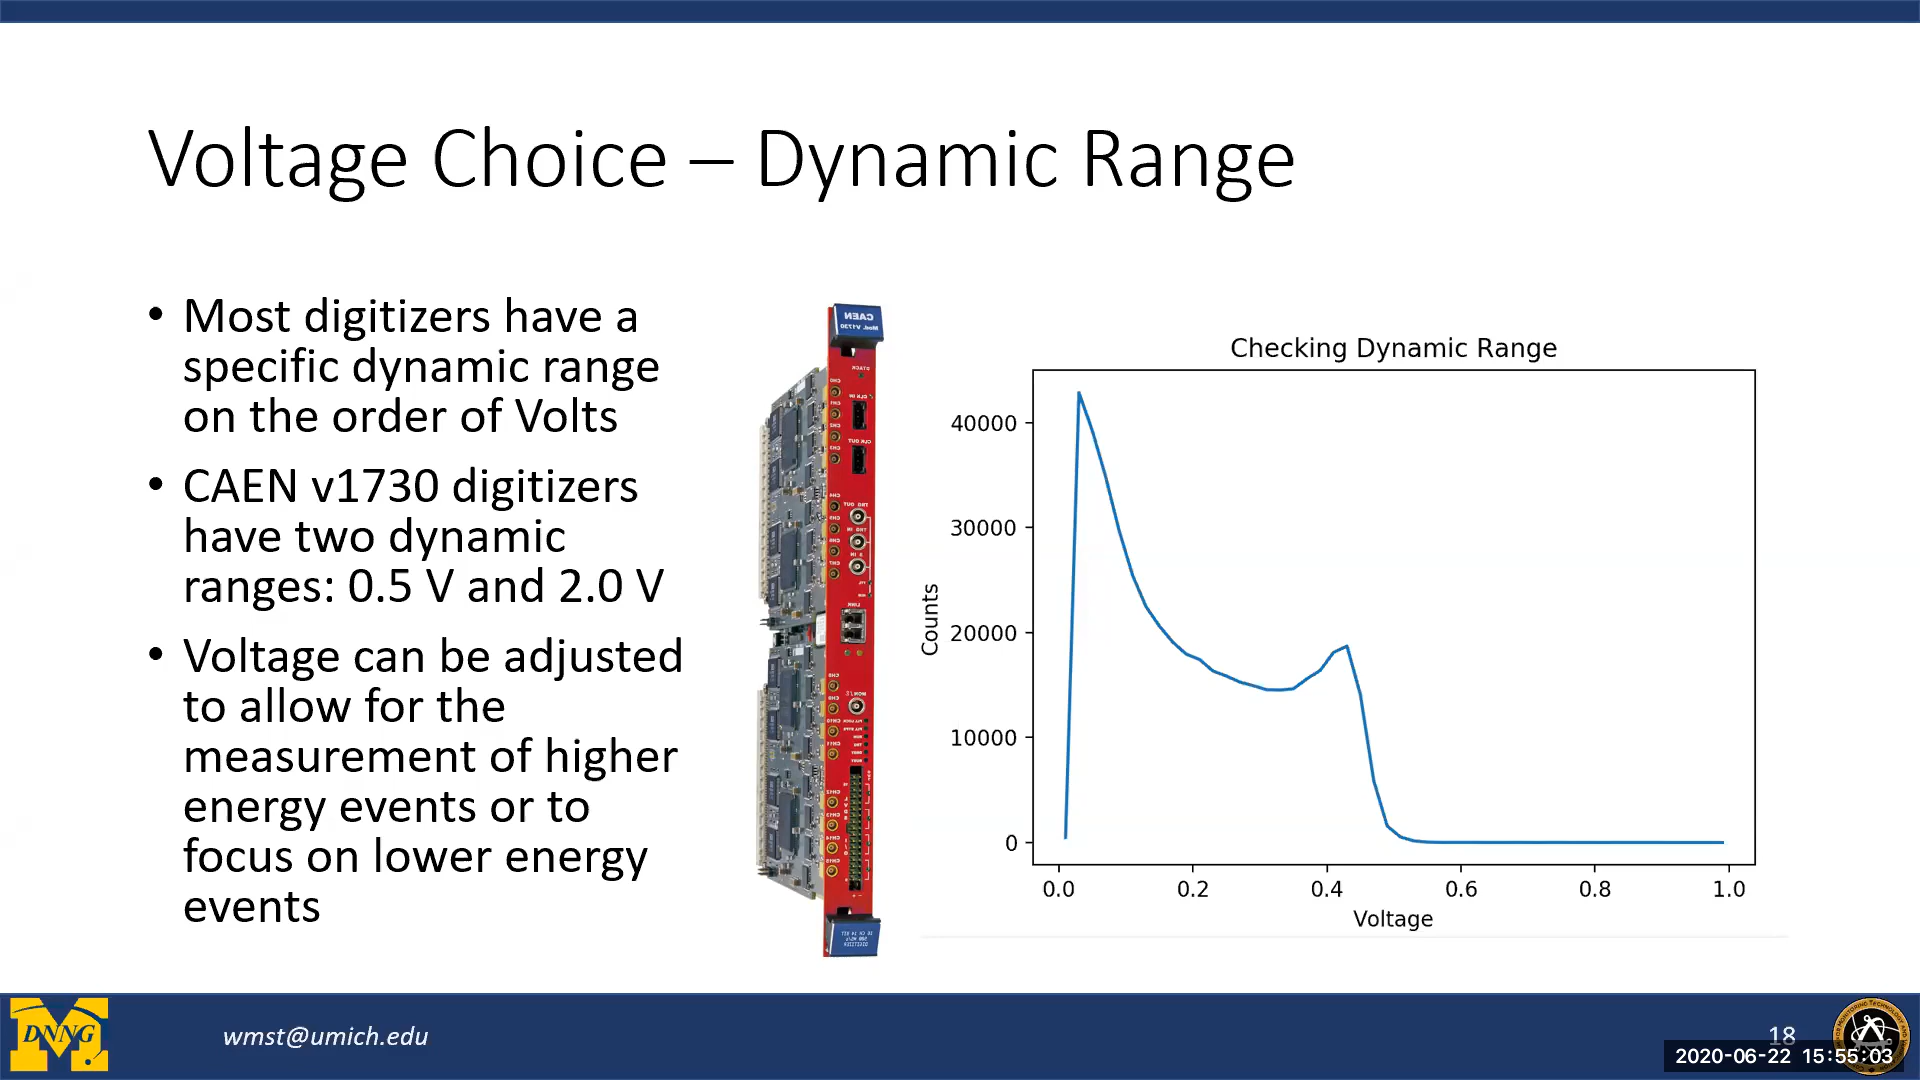 Voltage Choice – Dynamic Range
• Most digitizers have a
specific dynamic range
on the order of Volts
• CAEN v1730 digitizers
have two dynamic
ranges: 0.5 V and 2.0 V
• Voltage can be adjusted
to allow for the
measurement of higher
energy events or to
focus on lower energy
events
CAEN
Mod. V1730
Checking Dynamic Range
Counts
40000
30000
20000
10000
0
0.0 0.2 0.4 0.6 0.8 1.0
Voltage
DNNG
wmst@umich.edu
18
2020-06-22 15:55:03